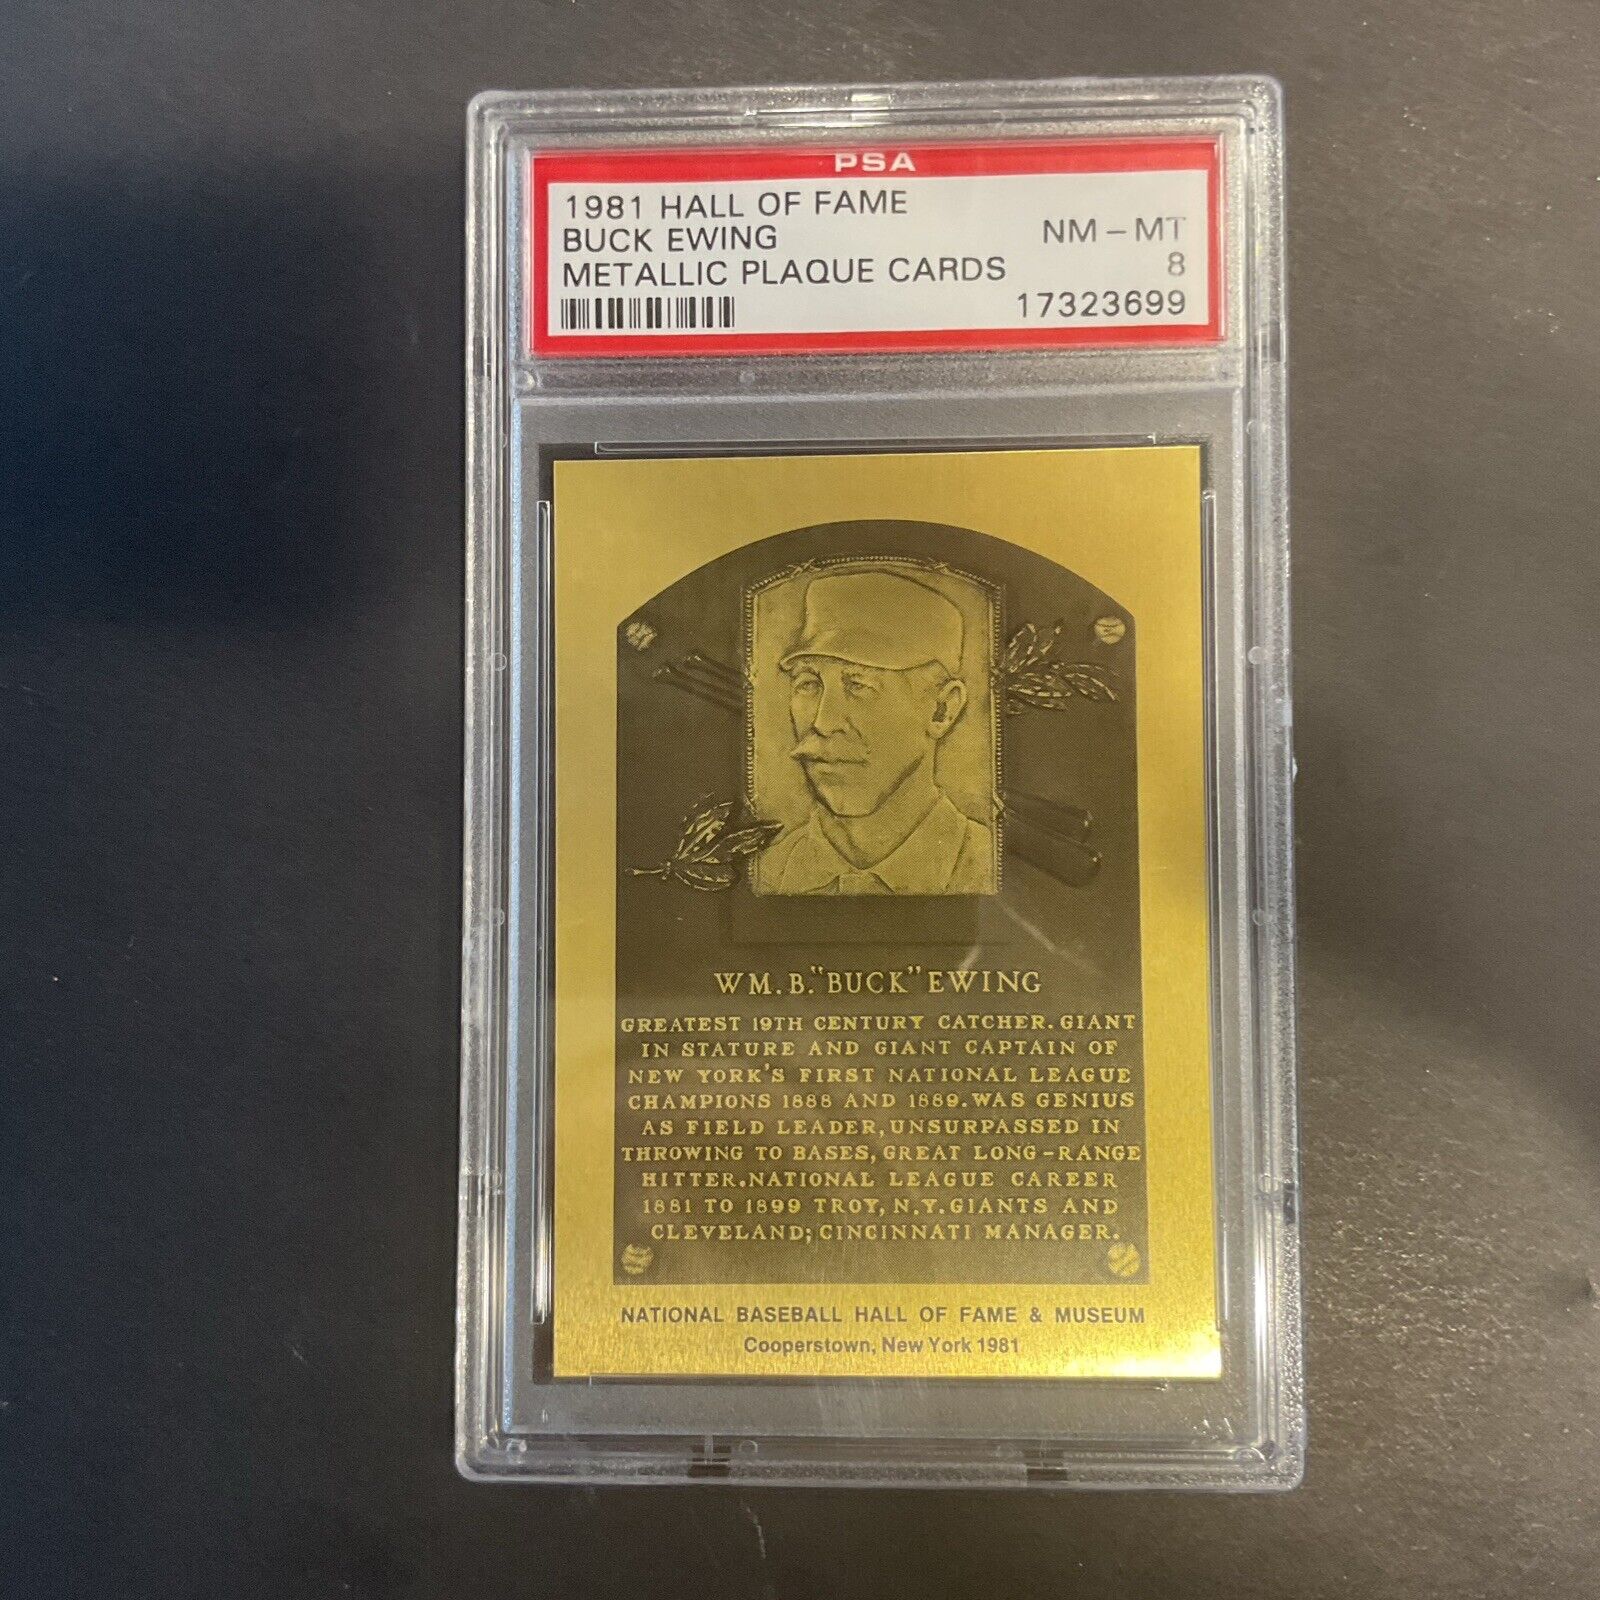 PSA
1981 HALL OF FAME
BUCK EWING NM - MT
METALLIC PLAQUE CARDS 8
17323699
WM. B. "BUCK" EWING
GREATEST 19TH CENTURY CATCHER. GIANT
IN STATURE AND GIANT CAPTAIN OF
NEW YORK'S FIRST NATIONAL LEAGUE
CHAMPIONS 1888 AND 1889. WAS GENIUS
AS FIELD LEADER, UNSURPASSED IN
THROWING TO BASES, GREAT LONG-RANGE
HITTER. NATIONAL LEAGUE CAREER
1881 TO 1899 TROY, N.Y. GIANTS AND
CLEVELAND; CINCINNATI MANAGER.
NATIONAL BASEBALL HALL OF FAME & MUSEUM
Cooperstown, New York 1981